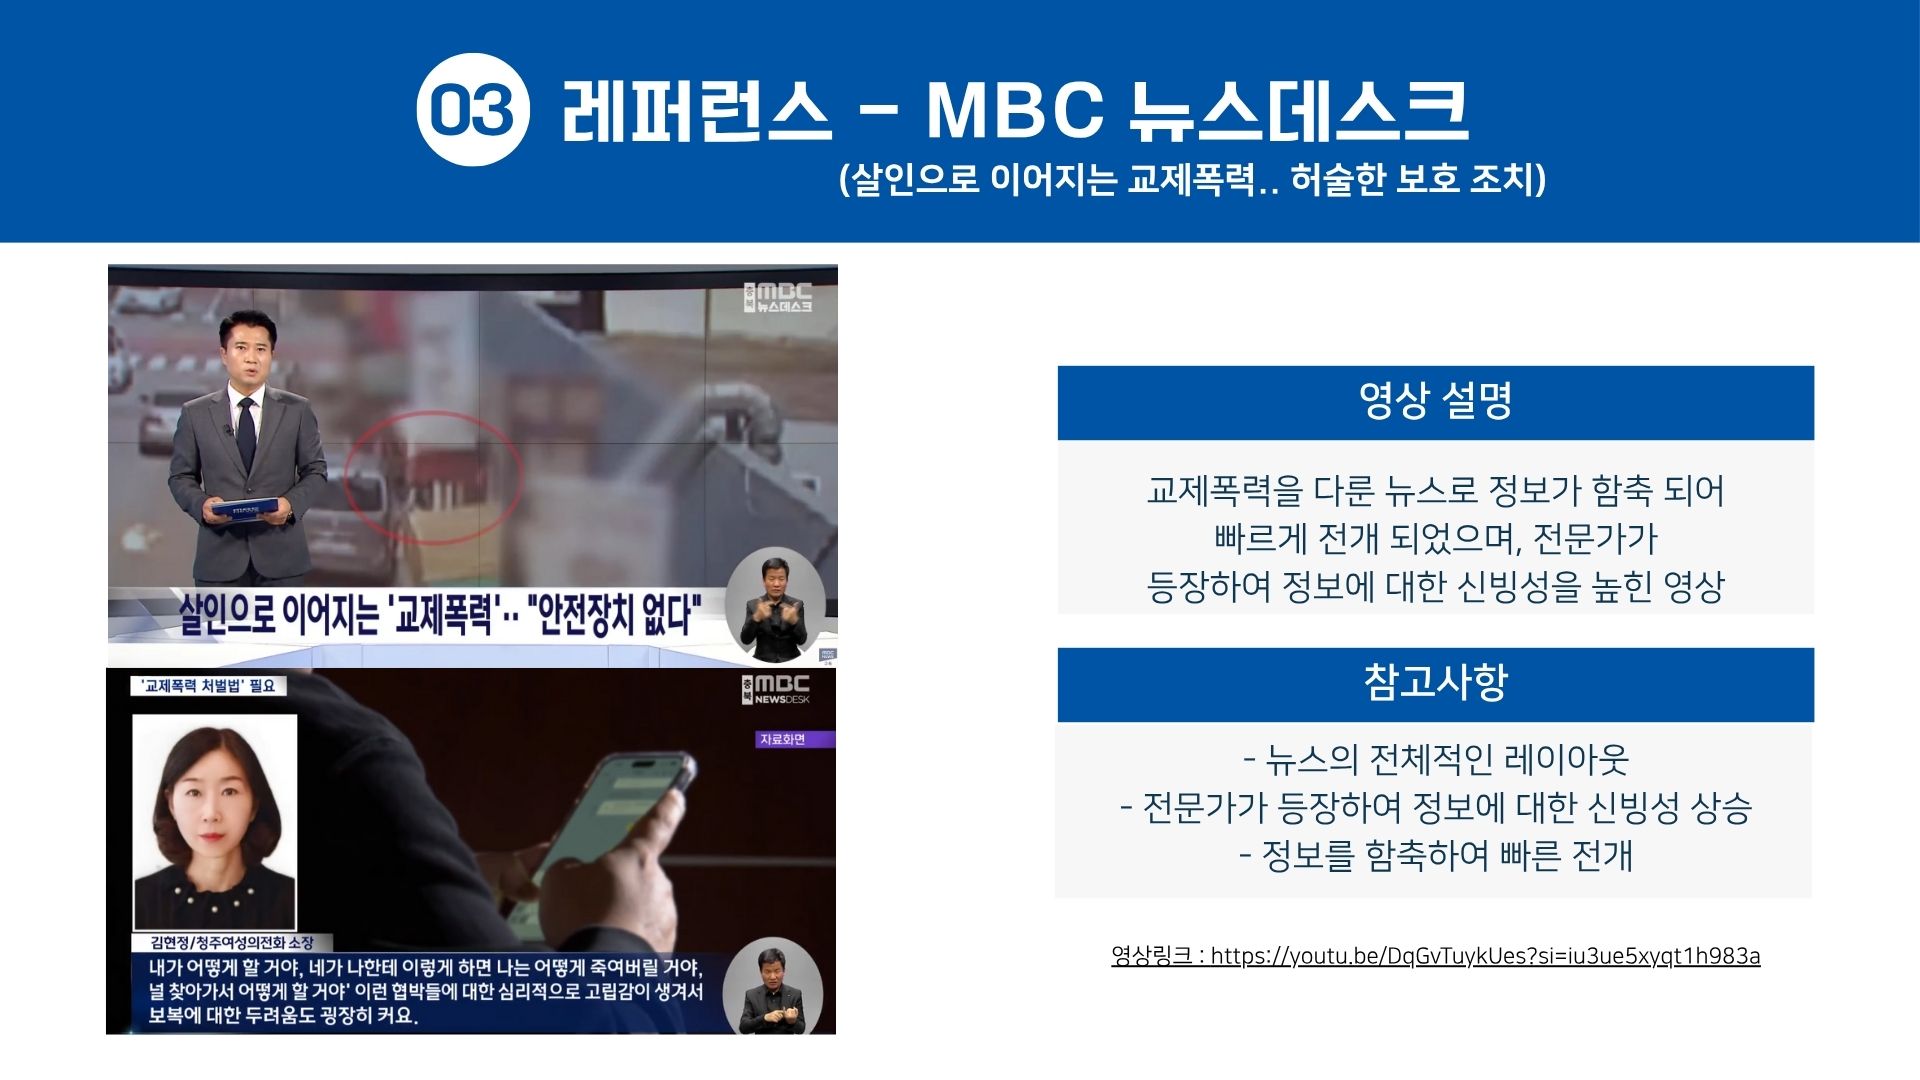 03 레퍼런스 - MBC 뉴스데스크
(살인으로 이어지는 교제폭력.. 허술한 보호 조치)
충북 MBC
뉴스데스크
살인으로 이어지는 '교제폭력'·· "안전장치 없다"
'교제폭력 처벌법' 필요
충북 MBC
NEWSDESK
자료화면
김현정/청주여성의전화 소장
내가 어떻게 할 거야, 네가 나한테 이렇게 하면 나는 어떻게 죽여버릴 거야,
널 찾아가서 어떻게 할 거야' 이런 협박들에 대한 심리적으로 고립감이 생겨서
보복에 대한 두려움도 굉장히 커요.
영상 설명
교제폭력을 다룬 뉴스로 정보가 함축 되어
빠르게 전개 되었으며, 전문가가
등장하여 정보에 대한 신빙성을 높힌 영상
참고사항
- 뉴스의 전체적인 레이아웃
- 전문가가 등장하여 정보에 대한 신빙성 상승
- 정보를 함축하여 빠른 전개
영상링크 : https://youtu.be/DqGvTuykUes?si=iu3ue5xyqt1h983a